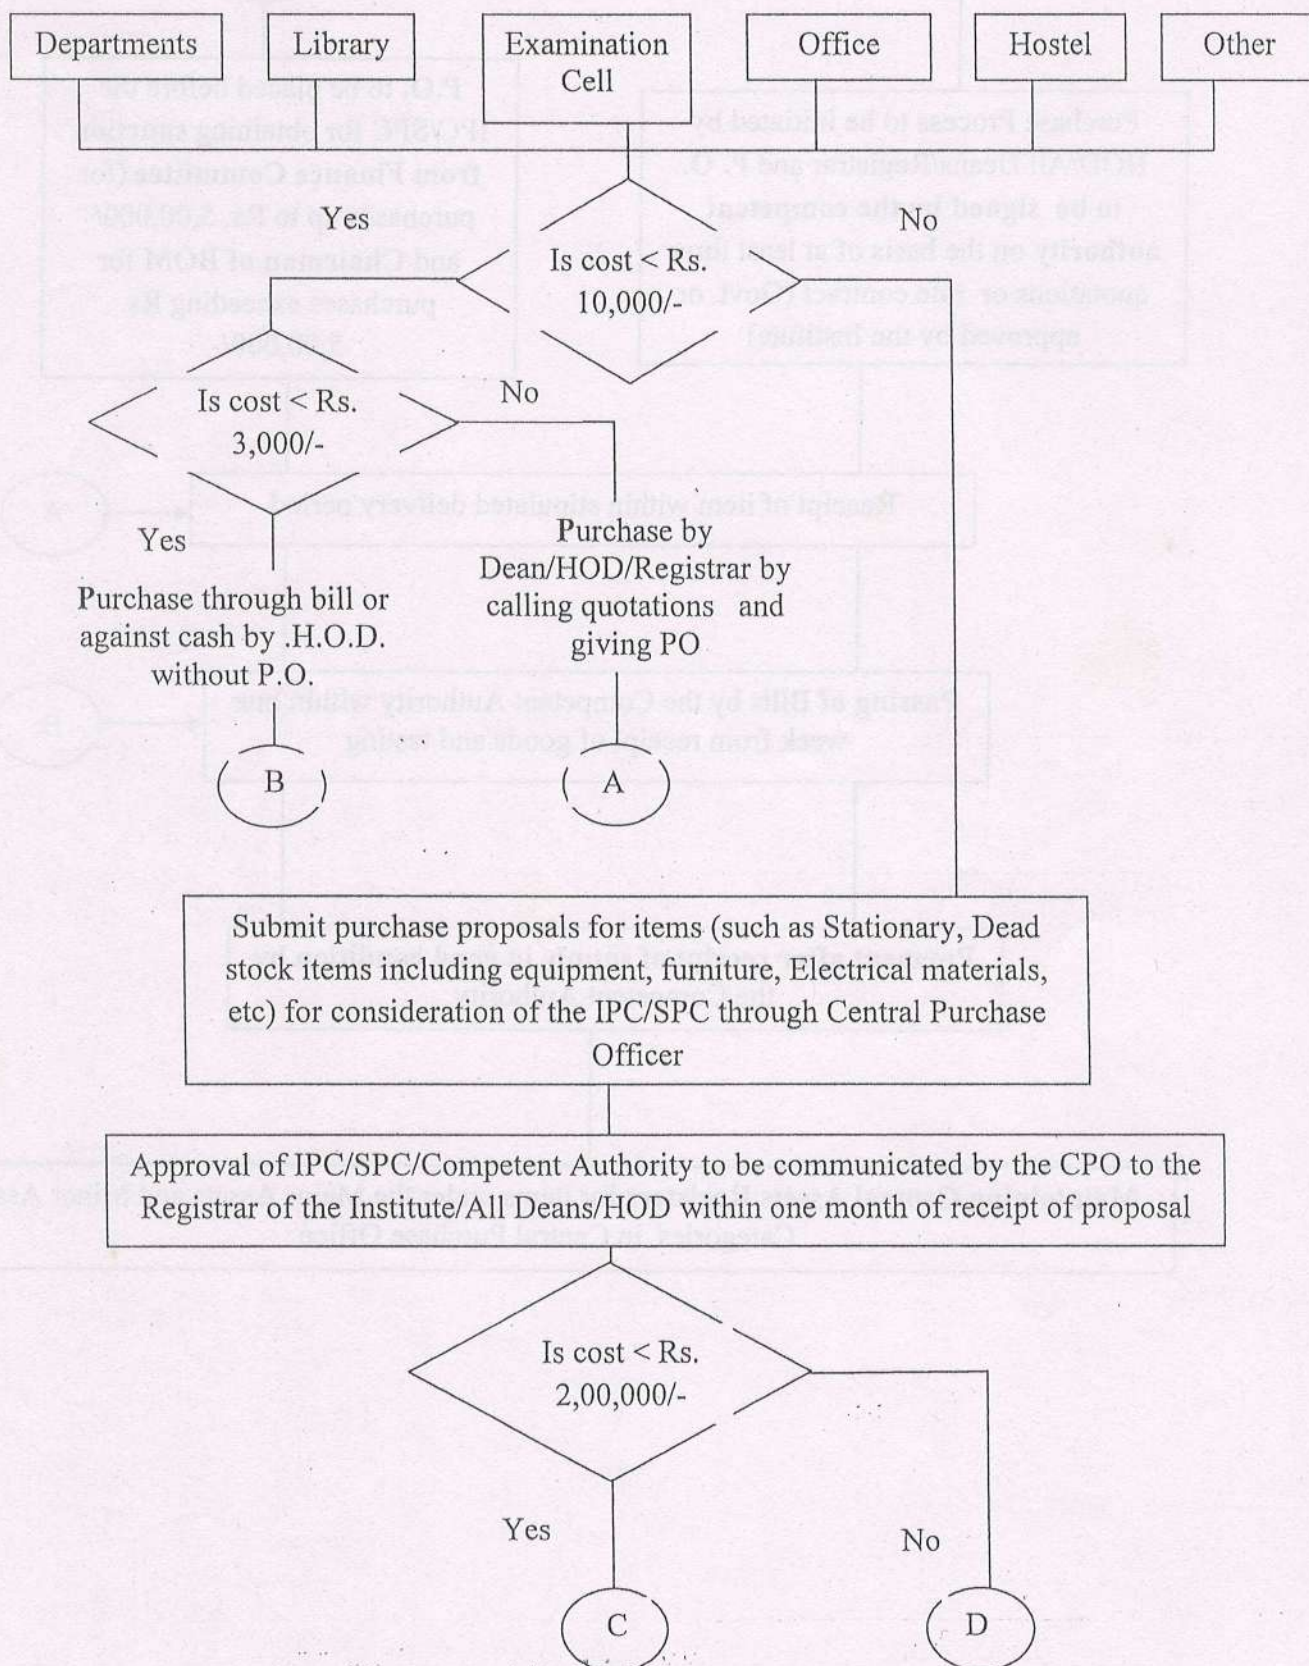 Departments
Library
Examination
Cell
Office
Hostel
Other
Yes
No
Is cost < Rs.
10,000/-
Is cost < Rs.
3,000/-
No
Yes
Purchase by
Dean/HOD/Registrar by
calling quotations and
giving PO
Purchase through bill or
against cash by .H.O.D.
without P.O.
B
A
Submit purchase proposals for items (such as Stationary, Dead
stock items including equipment, furniture, Electrical materials,
etc) for consideration of the IPC/SPC through Central Purchase
Officer
Approval of IPC/SPC/Competent Authority to be communicated by the CPO to the
Registrar of the Institute/All Deans/HOD within one month of receipt of proposal
Is cost < Rs.
2,00,000/-
Yes
No
C
D